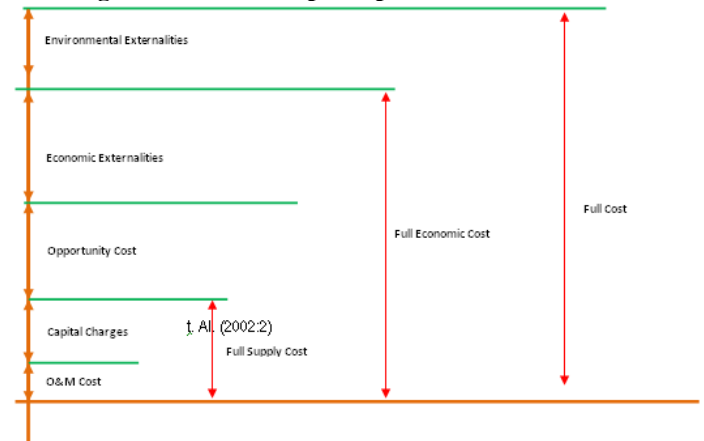 Environmental Externalities
Economic Externalities
Full Cost
Full Economic Cost
Opportunity Cost
Capital Charges
t. Al. (2002:2)
Full Supply Cost
O&M Cost